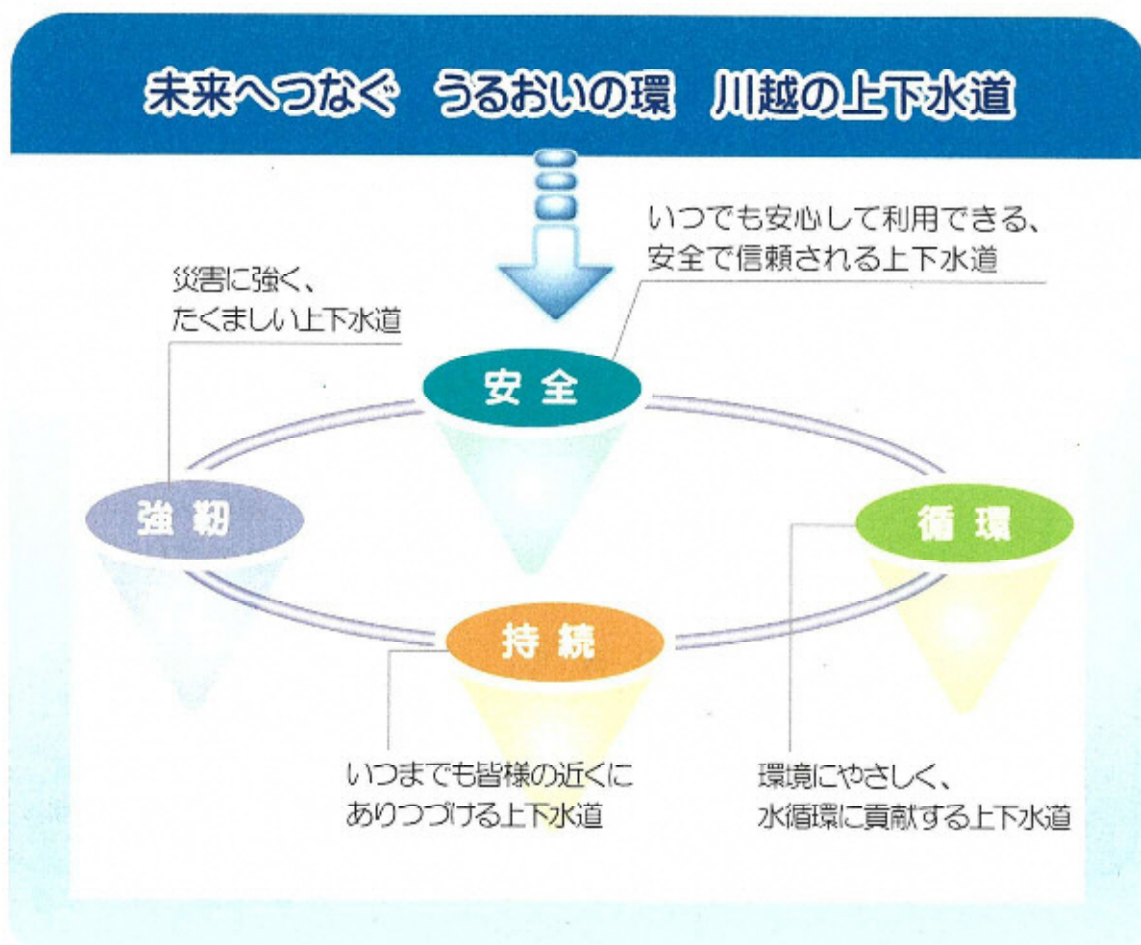 未来へつなぐ　うるおいの環　川越の上下水道
いつでも安心して利用できる、
安全で信頼される上下水道
災害に強く、
たくましい上下水道
安全
強靭
循環
持続
いつまでも皆様の近くに
ありつづける上下水道
環境にやさしく、
水循環に貢献する上下水道